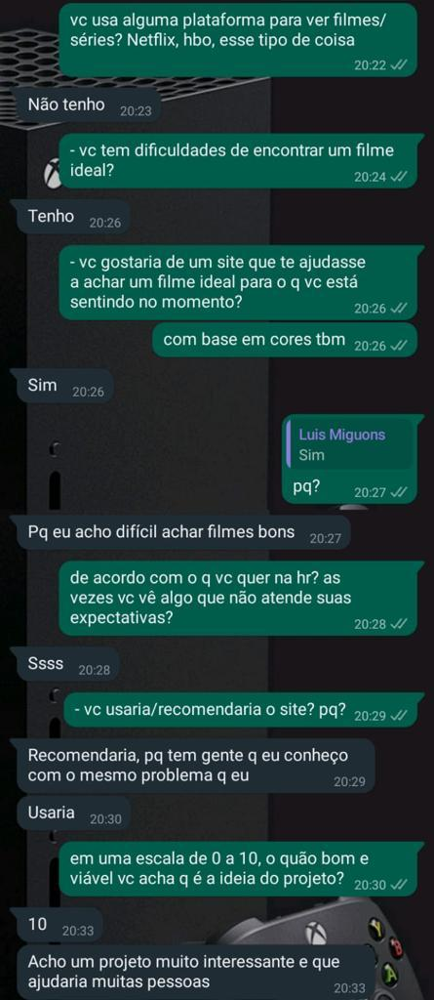 vc usa alguma plataforma para ver filmes/
séries? Netflix, hbo, esse tipo de coisa
20:22
Não tenho 20:23
- vc tem dificuldades de encontrar um filme
ideal? 20:24
Tenho 20:26
- vc gostaria de um site que te ajudasse
a achar um filme ideal para o q vc está
sentindo no momento? 20:26
com base em cores tbm 20:26
Sim 20:26
Luis Miguons
Sim
pq? 20:27
Pq eu acho difícil achar filmes bons 20:27
de acordo com o q vc quer na hr? as
vezes vc vê algo que não atende suas
expectativas? 20:28
Ssss 20:28
- vc usaria/recomendaria o site? pq? 20:29
Recomendaria, pq tem gente q eu conheço
com o mesmo problema q eu 20:29
Usaria 20:30
em uma escala de 0 a 10, o quão bom e
viável vc acha q é a ideia do projeto? 20:30
10 20:33
Acho um projeto muito interessante e que
ajudaria muitas pessoas 20:33
Y
B
A